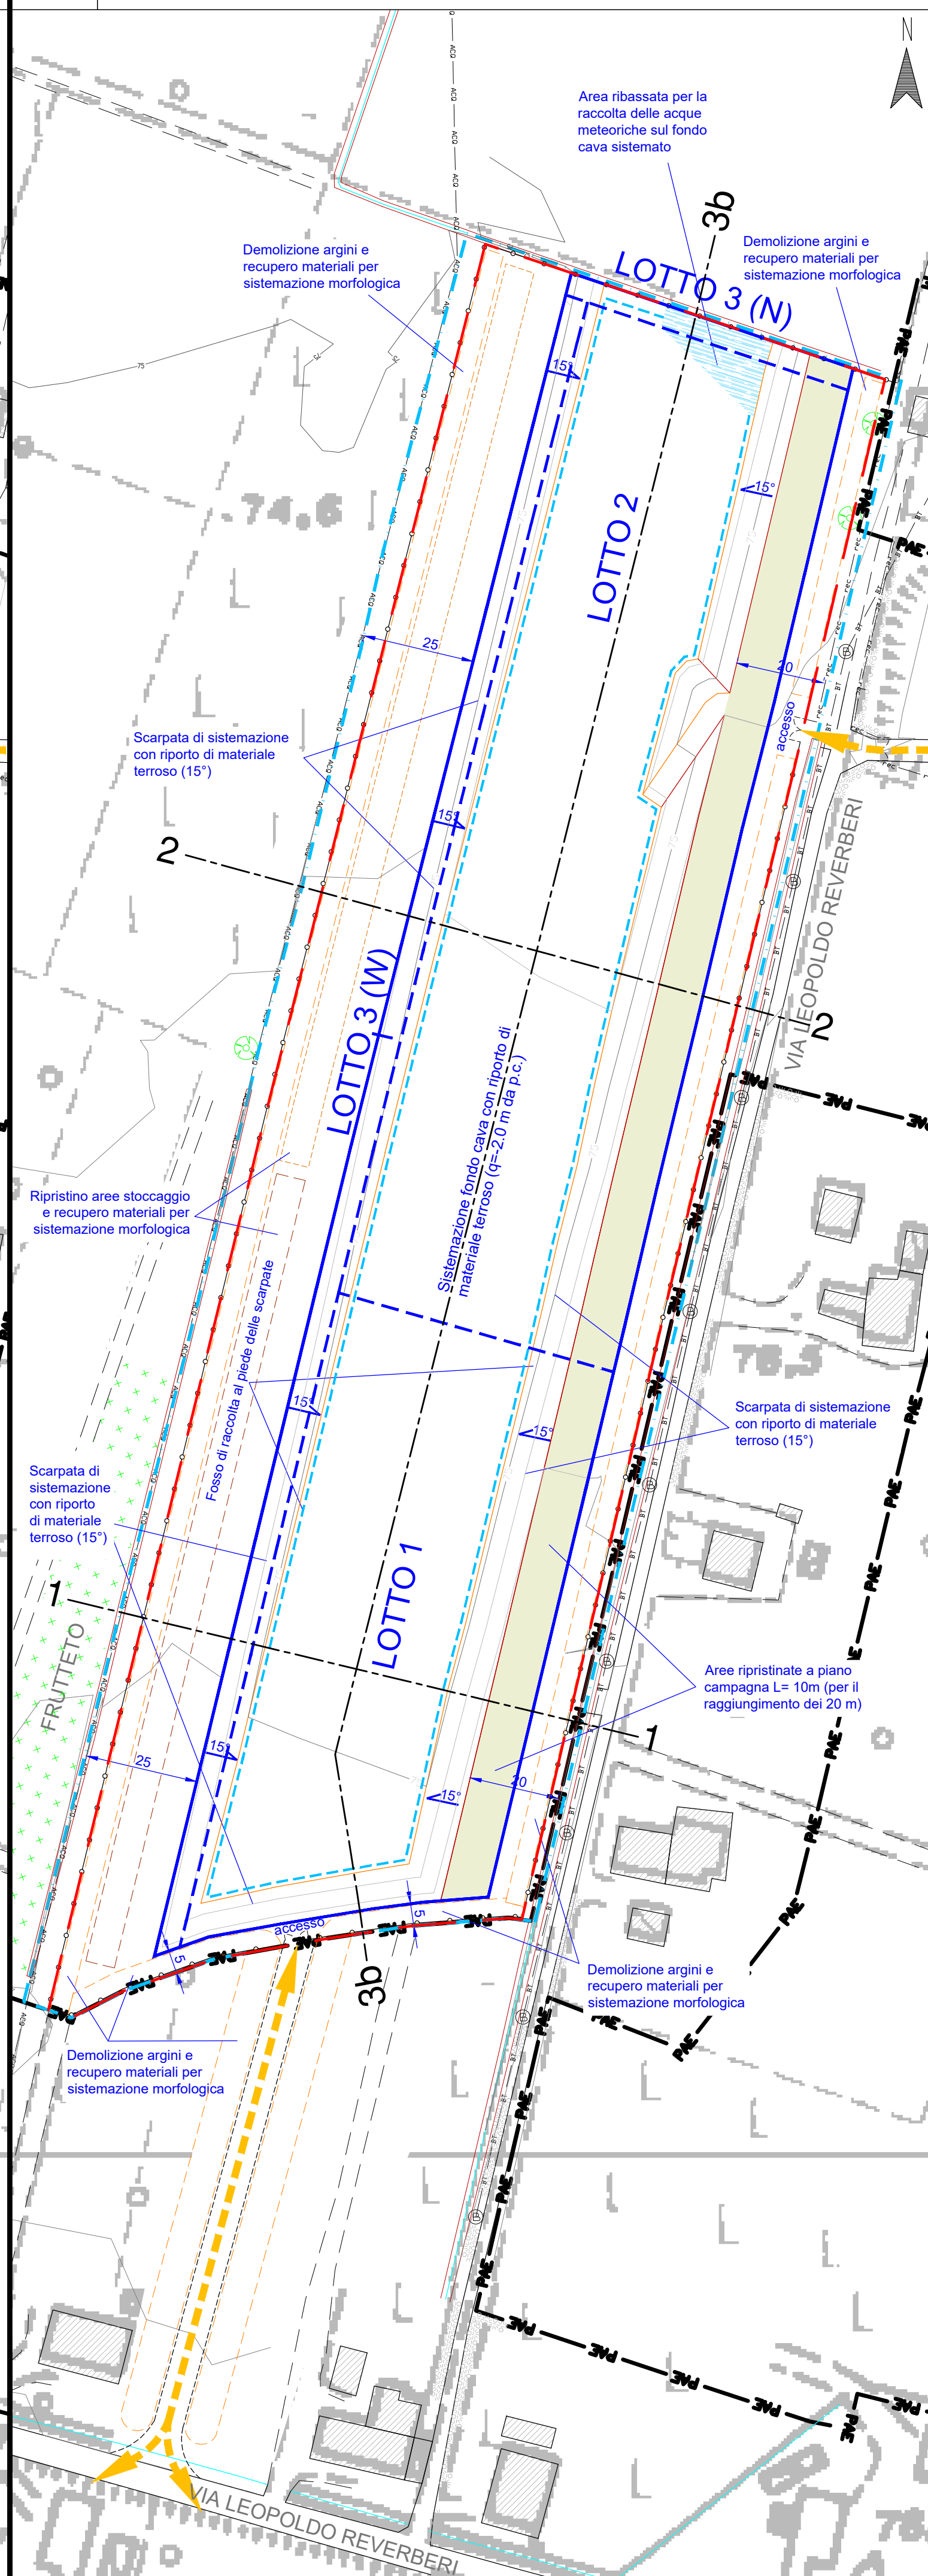 N
Area ribassata per la
raccolta delle acque
meteoriche sul fondo
cava sistemato
3b
Demolizione argini e
recupero materiali per
sistemazione morfologica
Demolizione argini e
recupero materiali per
sistemazione morfologica
LOTTO 3 (N)
15°
75
74.6
15°
LOTTO 2
25
20
accesso
Scarpata di sistemazione
con riporto di materiale
terroso (15°)
15°
2
2
VIA LEOPOLDO REVERBERI
LOTTO 3 (W)
Sistemazione fondo cava con riporto di
materiale terroso (q=-2.0 m da p.c.)
Ripristino aree stoccaggio
e recupero materiali per
sistemazione morfologica
Fosso di raccolta al piede delle scarpate
15°
15°
Scarpata di sistemazione
con riporto di materiale
terroso (15°)
Scarpata di
sistemazione
con riporto
di materiale
terroso (15°)
1
LOTTO 1
FRUTTETO
Aree ripristinate a piano
campagna L= 10m (per il
raggiungimento dei 20 m)
1
15°
25
15°
20
5
accesso
5
3b
Demolizione argini e
recupero materiali per
sistemazione morfologica
Demolizione argini e
recupero materiali per
sistemazione morfologica
PAE
ACQ
BT
rec
VIA LEOPOLDO REVERBERI